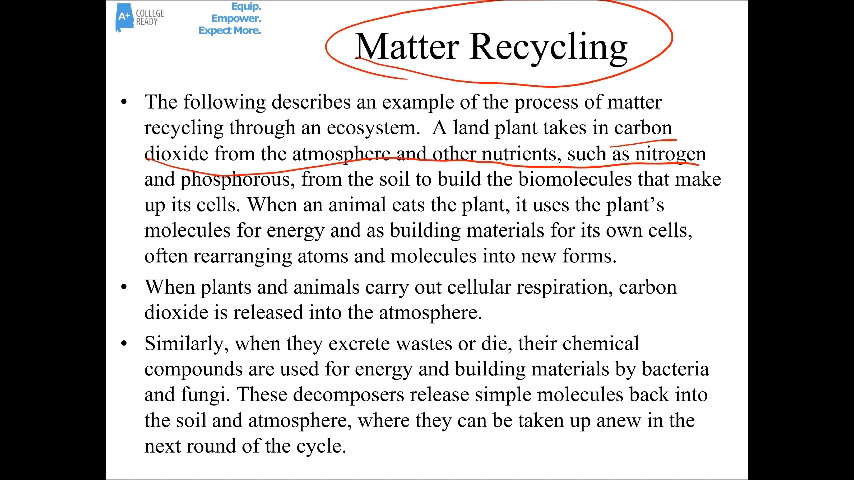 A+ COLLEGE
READY
Equip.
Empower.
Expect More.
Matter Recycling
• The following describes an example of the process of matter
recycling through an ecosystem. A land plant takes in carbon
dioxide from the atmosphere and other nutrients, such as nitrogen
and phosphorous, from the soil to build the biomolecules that make
up its cells. When an animal eats the plant, it uses the plant's
molecules for energy and as building materials for its own cells,
often rearranging atoms and molecules into new forms.
• When plants and animals carry out cellular respiration, carbon
dioxide is released into the atmosphere.
• Similarly, when they excrete wastes or die, their chemical
compounds are used for energy and building materials by bacteria
and fungi. These decomposers release simple molecules back into
the soil and atmosphere, where they can be taken up anew in the
next round of the cycle.